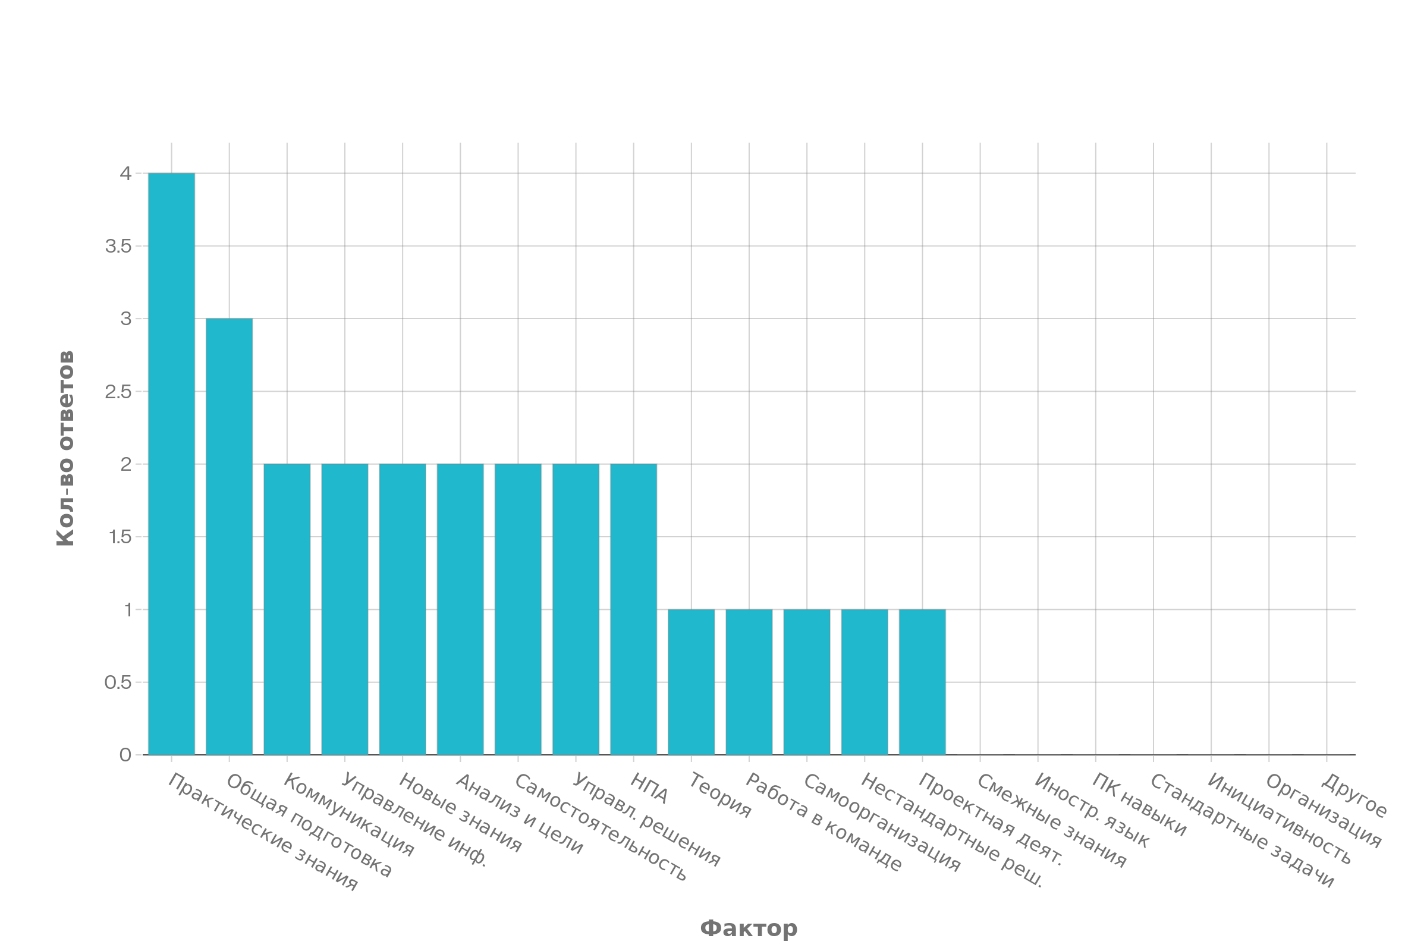 4
3.5
3
2.5
2
1.5
1
0.5
0
Кол-во ответов
Практические знания
Общая подготовка
Коммуникация
Управление инф.
Новые знания
Анализ и цели
Самостоятельность
Управл. решения
НПА
Теория
Работа в команде
Самоорганизация
Нестандартные реш.
Проектная деят.
Смежные знания
Иностр. язык
ПК навыки
Стандартные задачи
Инициативность
Организация
Другое
Фактор